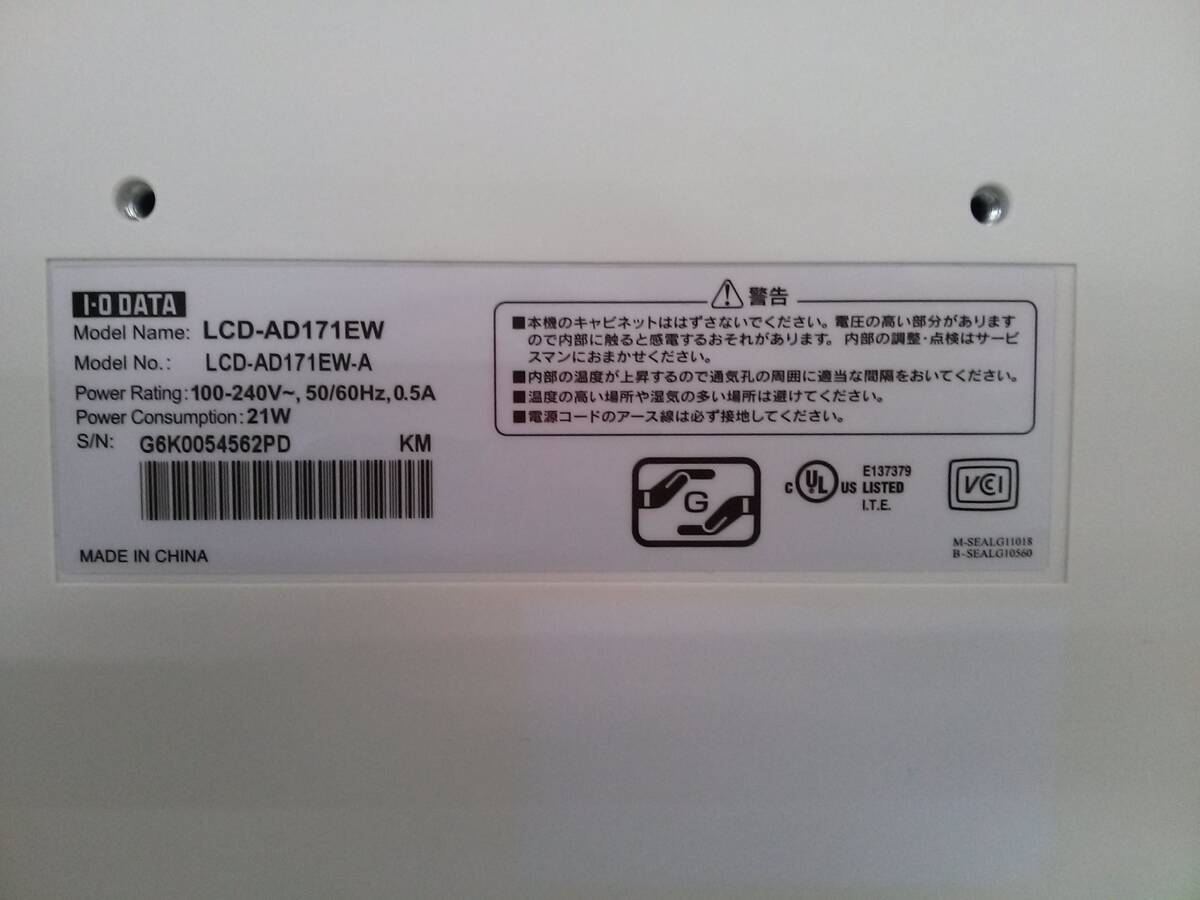 I-O DATA
Model Name: LCD-AD171EW
Model No.: LCD-AD171EW-A
Power Rating: 100-240V~, 50/60Hz, 0.5A
Power Consumption: 21W
S/N: G6K0054562PD KM
MADE IN CHINA
警告
■本機のキャビネットははずさないでください。電圧の高い部分があります
ので内部に触ると感電するおそれがあります。内部の調整・点検はサービ
スマンにおまかせください。
■内部の温度が上昇するので通気孔の周囲に適当な間隔をおいてください。
■温度の高い場所や湿気の多い場所は避けてください。
■電源コードのアース線は必ず接地してください。
G
C UL US LISTED
E137379
I.T.E.
VCCI
M-SEALG11018
B-SEALG10560